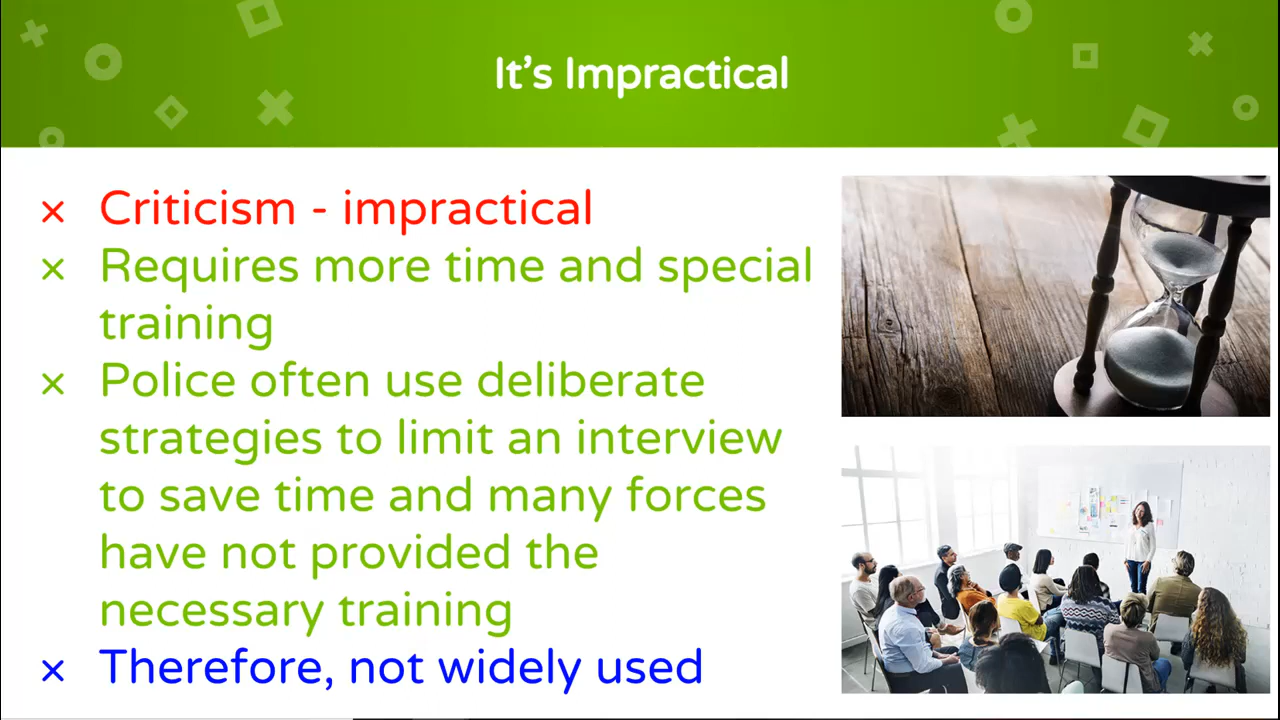 It's Impractical
× Criticism - impractical
× Requires more time and special
training
× Police often use deliberate
strategies to limit an interview
to save time and many forces
have not provided the
necessary training
× Therefore, not widely used